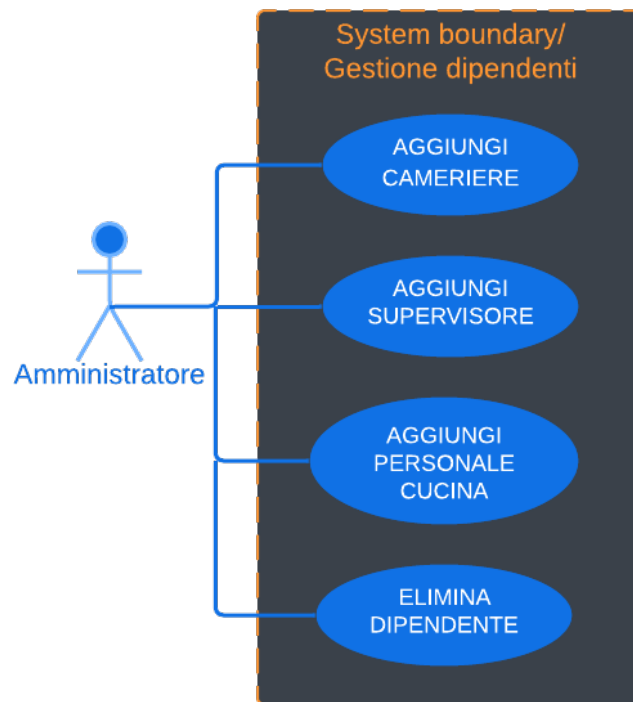 System boundary/
Gestione dipendenti
AGGIUNGI
CAMERIERE
AGGIUNGI
SUPERVISORE
Amministratore
AGGIUNGI
PERSONALE
CUCINA
ELIMINA
DIPENDENTE